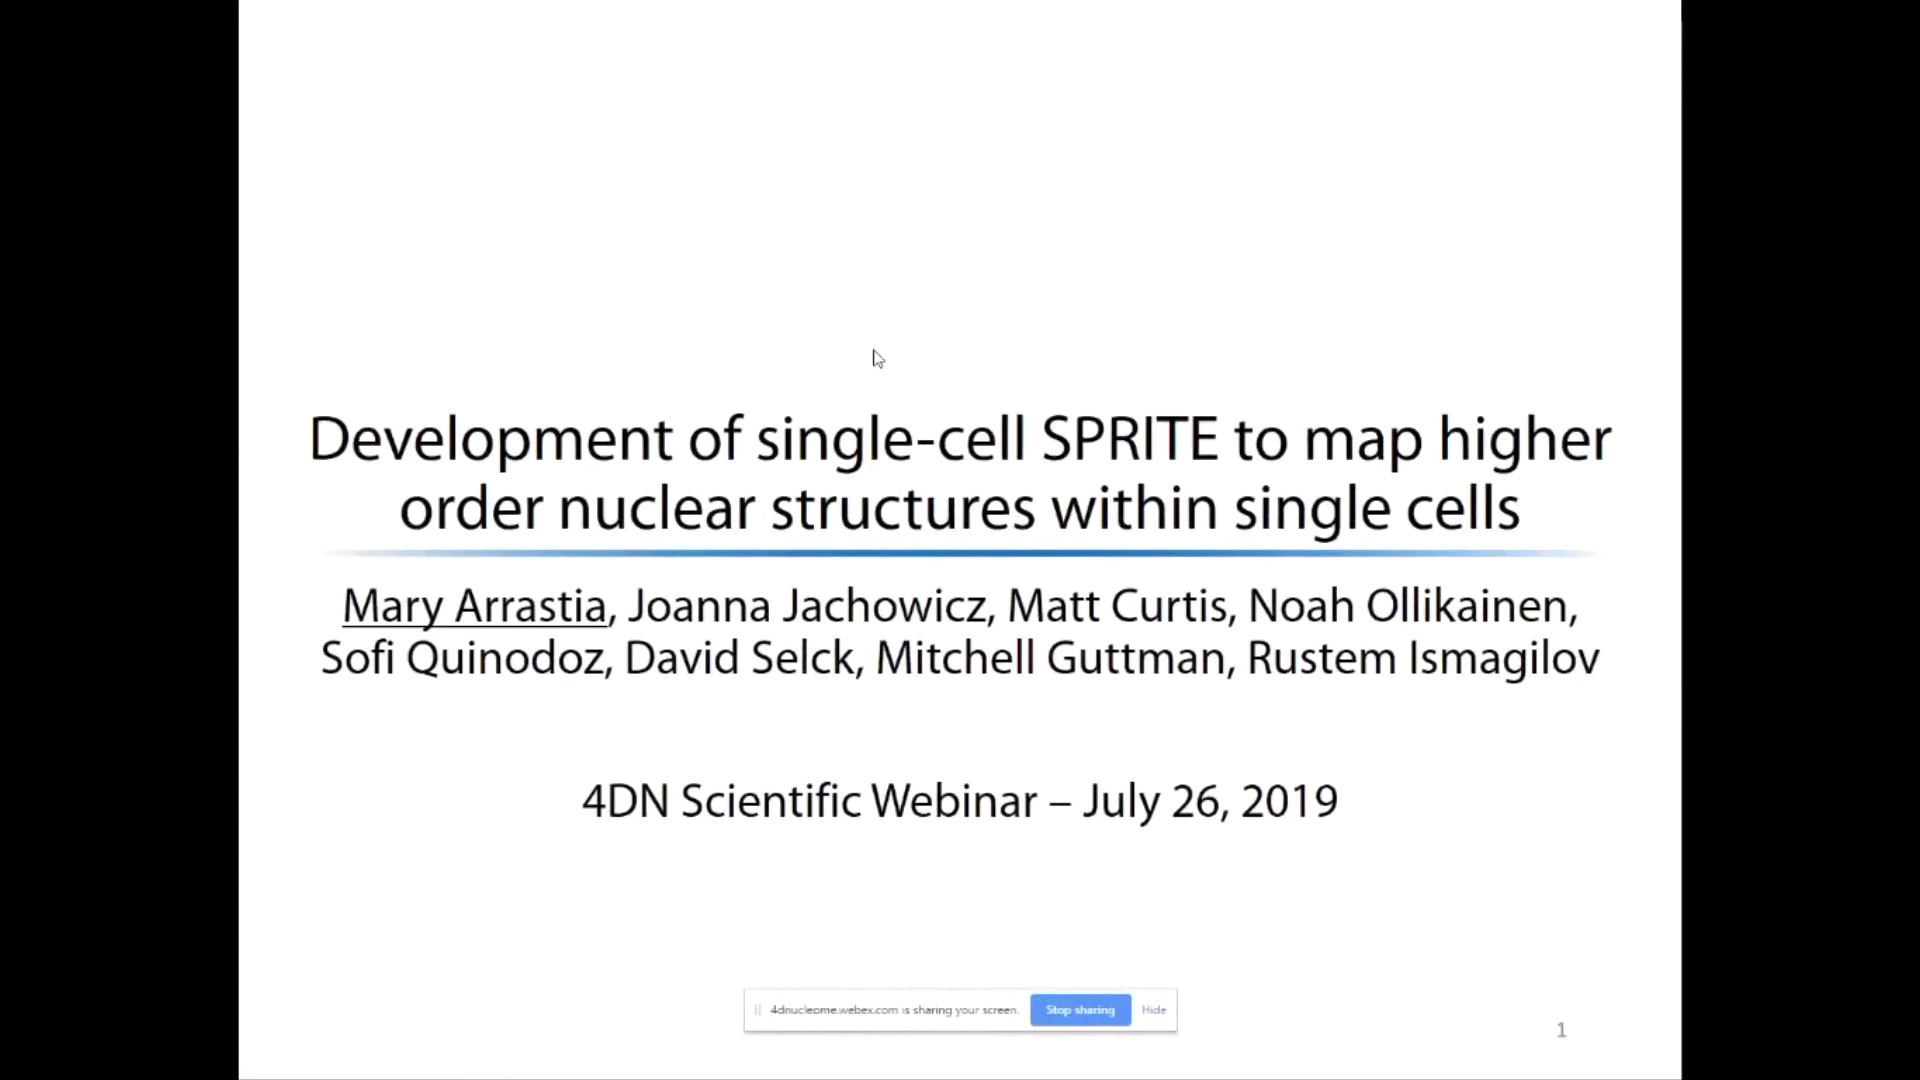 Development of single-cell SPRITE to map higher
order nuclear structures within single cells
Mary Arrastia, Joanna Jachowicz, Matt Curtis, Noah Ollikainen,
Sofi Quinodoz, David Selck, Mitchell Guttman, Rustem Ismagilov
4DN Scientific Webinar – July 26, 2019
4dnucleome.webex.com is sharing your screen. Stop sharing Hide
1